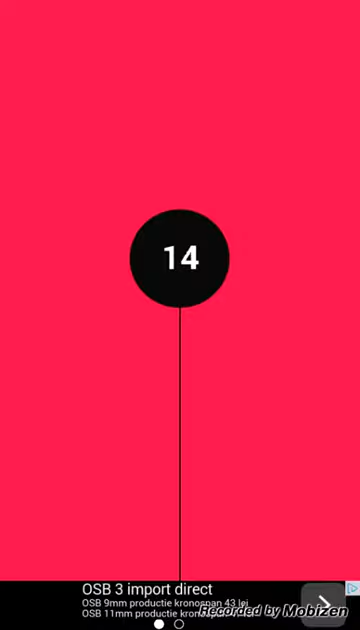 14
OSB 3 import direct
OSB 9mm productie kronospan 43 lei
OSB 11mm productie
Recorded by Mobizen